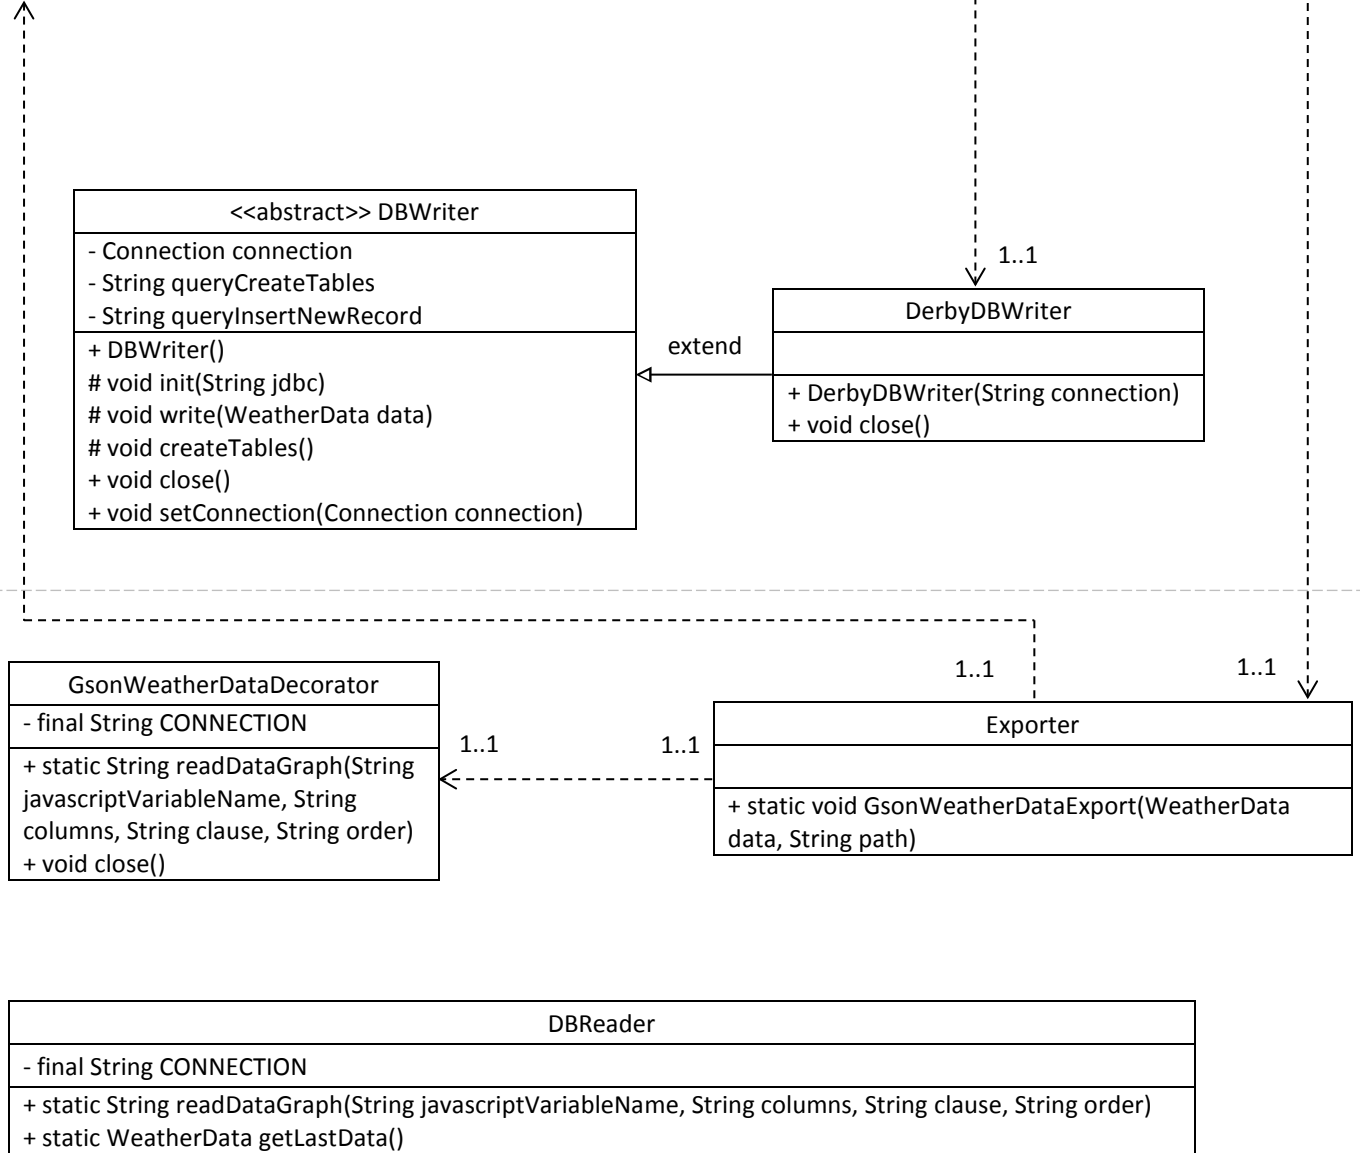 <<abstract>> DBWriter
- Connection connection
- String queryCreateTables
- String queryInsertNewRecord
+ DBWriter()
# void init(String jdbc)
# void write(WeatherData data)
# void createTables()
+ void close()
+ void setConnection(Connection connection)
extend
1..1
DerbyDBWriter
+ DerbyDBWriter(String connection)
+ void close()
GsonWeatherDataDecorator
- final String CONNECTION
+ static String readDataGraph(String
javascriptVariableName, String
columns, String clause, String order)
+ void close()
1..1
1..1
1..1
1..1
Exporter
+ static void GsonWeatherDataExport(WeatherData
data, String path)
DBReader
- final String CONNECTION
+ static String readDataGraph(String javascriptVariableName, String columns, String clause, String order)
+ static WeatherData getLastData()